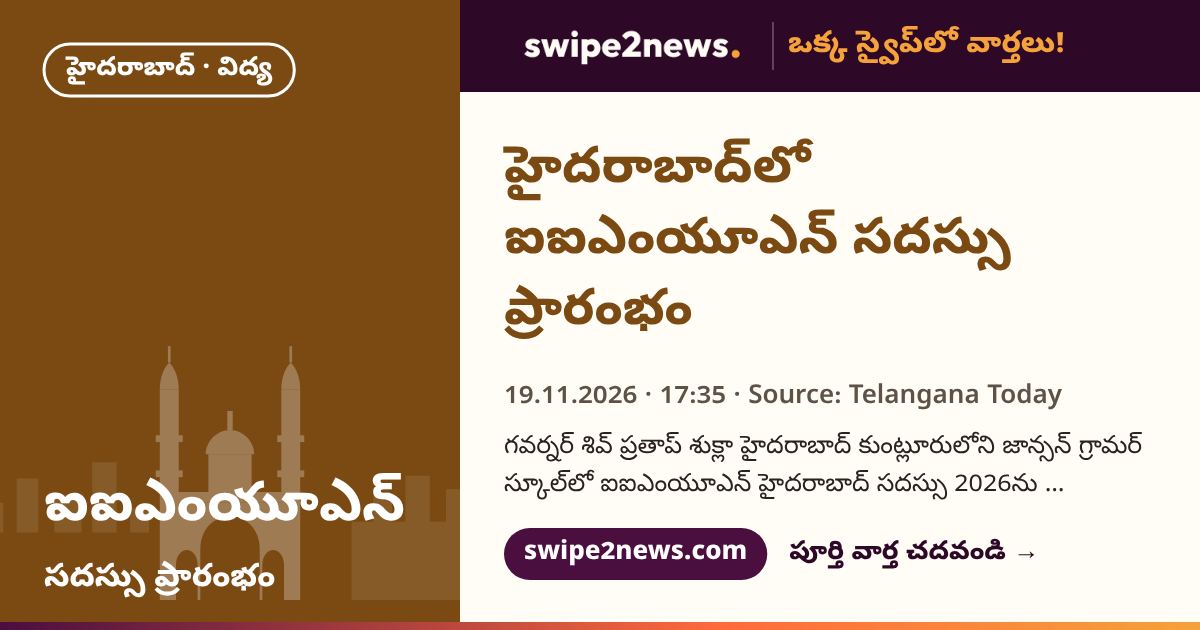 హైదరాబాద్ · విద్య
swipe2news.
ఒక్క స్వైప్‌లో వార్తలు!
హైదరాబాద్‌లో
ఐఐఎంయూఎన్ సదస్సు
ప్రారంభం
19.11.2026 · 17:35 · Source: Telangana Today
గవర్నర్ శివ్ ప్రతాప్ శుక్లా హైదరాబాద్ కుంట్లూరులోని జాన్సన్ గ్రామర్
స్కూల్‌లో ఐఐఎంయూఎన్ హైదరాబాద్ సదస్సు 2026ను ...
swipe2news.com
పూర్తి వార్త చదవండి →
ఐఐఎంయూఎన్
సదస్సు ప్రారంభం